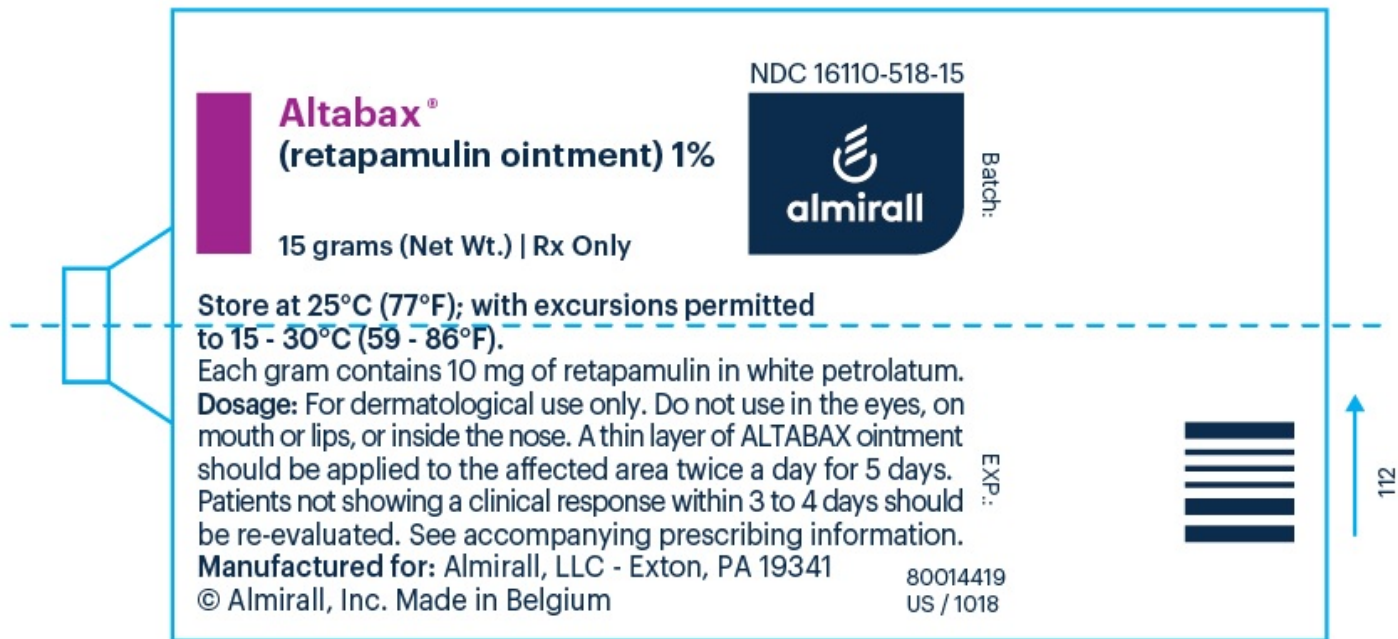 NDC 16110-518-15
Altabax®
(retapamulin ointment) 1%
almirall
15 grams (Net Wt.) | Rx Only
Batch:
Store at 25°C (77°F); with excursions permitted
to 15 - 30°C (59 - 86°F).
Each gram contains 10 mg of retapamulin in white petrolatum.
Dosage: For dermatological use only. Do not use in the eyes, on
mouth or lips, or inside the nose. A thin layer of ALTABAX ointment
should be applied to the affected area twice a day for 5 days.
Patients not showing a clinical response within 3 to 4 days should
be re-evaluated. See accompanying prescribing information.
Manufactured for: Almirall, LLC - Exton, PA 19341
© Almirall, Inc. Made in Belgium
EXP.:
80014419
US / 1018
112